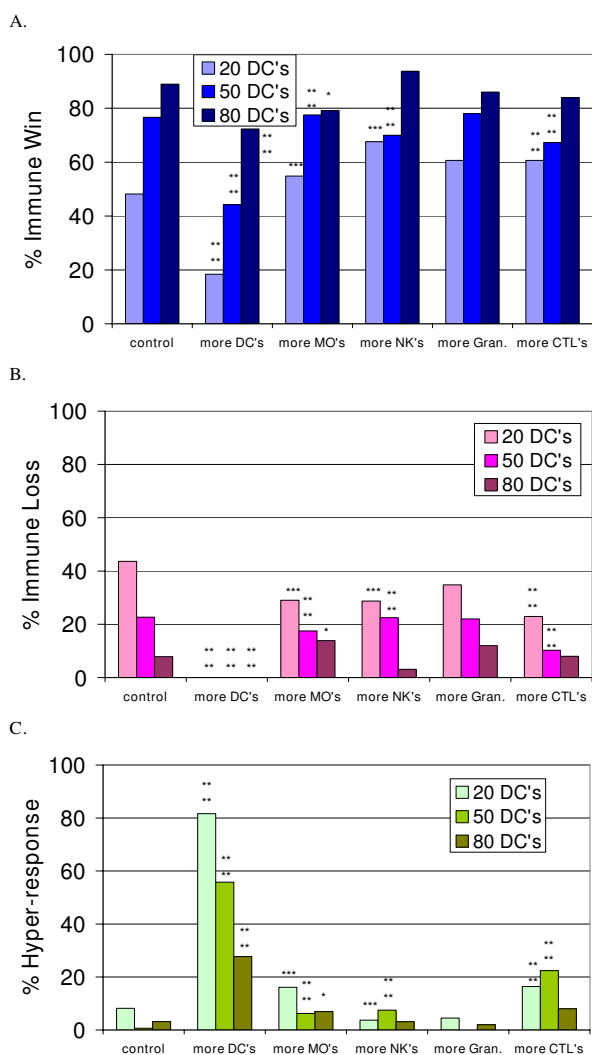 A.
% Immune Win
100
80
60
40
20
0
20 DC's
50 DC's
80 DC's
** ** *
** **
**
**
***
***
** **
**
**
**
**
** **
** **
control more DC's more MO's more NK's more Gran. more CTL's
B.
% Immune Loss
100
80
60
40
20
0
20 DC's
50 DC's
80 DC's
** ** **
** ** **
*** ** ** *
*** ** **
** **
** **
control more DC's more MO's more NK's more Gran. more CTL's
C.
% Hyper-response
100
80
60
40
20
0
20 DC's
50 DC's
80 DC's
**
**
**
**
**
**
*** ** ** *
*** ** **
** **
** **
control more DC's more MO's more NK's more Gran. more CTL's